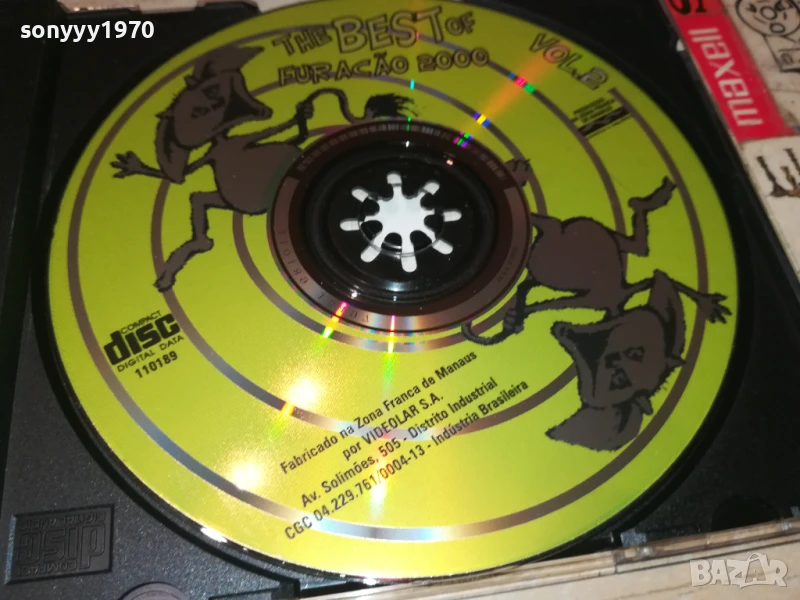 sonyyy1970
THE BEST OF
FURACÃO 2000
VOL.2
maxell
COMPACT
disc
DIGITAL DATA
110189
Fabricado na Zona Franca de Manaus
por VIDEOLAR S.A.
Av. Solimões, 505 - Distrito Industrial
CGC 04.229.761/0004-13 - Indústria Brasileira
BAZAR